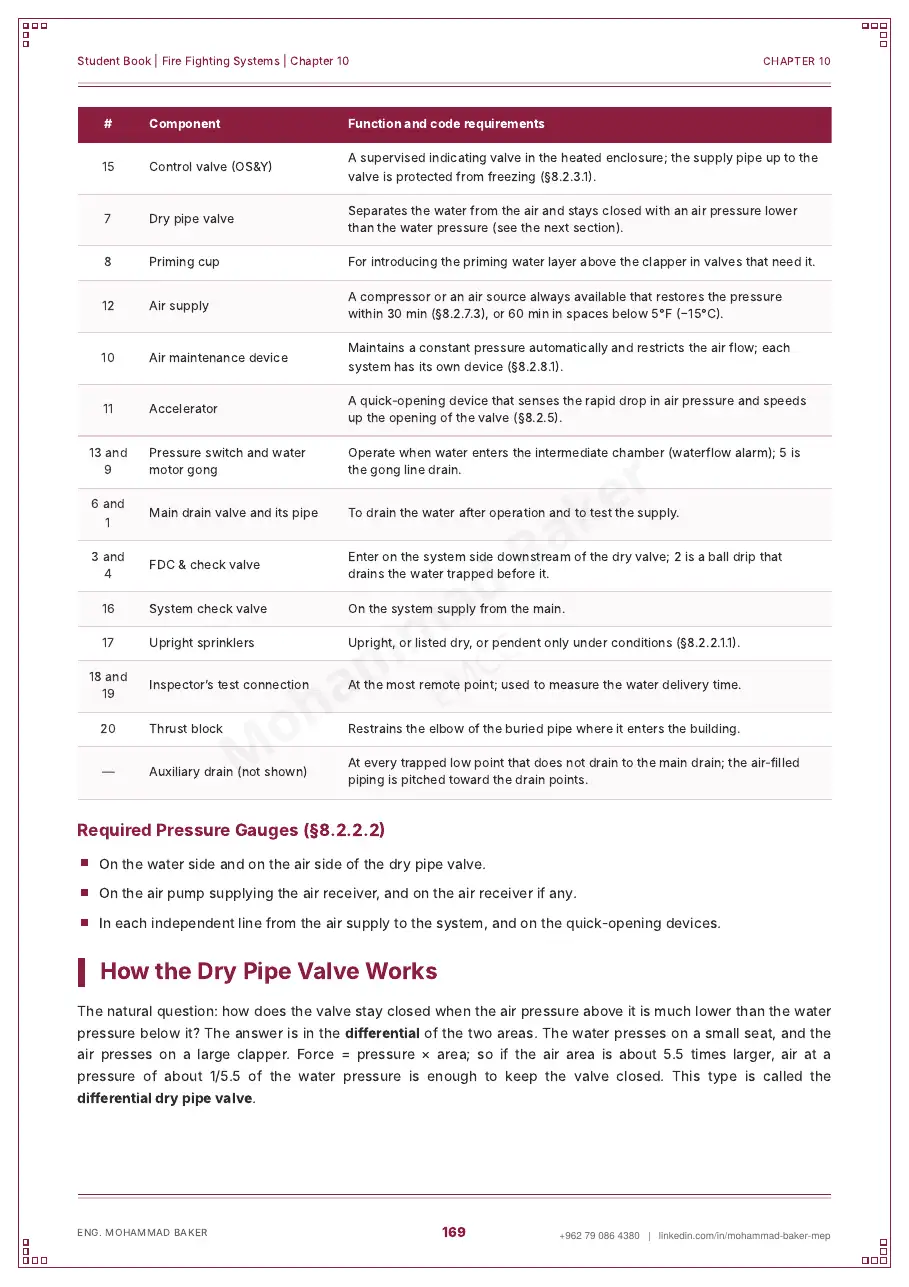 Student Book | Fire Fighting Systems | Chapter 10
CHAPTER 10
# Component Function and code requirements
15 Control valve (OS&Y) A supervised indicating valve in the heated enclosure; the supply pipe up to the
valve is protected from freezing (§8.2.3.1).
7 Dry pipe valve Separates the water from the air and stays closed with an air pressure lower
than the water pressure (see the next section).
8 Priming cup For introducing the priming water layer above the clapper in valves that need it.
12 Air supply A compressor or an air source always available that restores the pressure
within 30 min (§8.2.7.3), or 60 min in spaces below 5°F (−15°C).
10 Air maintenance device Maintains a constant pressure automatically and restricts the air flow; each
system has its own device (§8.2.8.1).
11 Accelerator A quick-opening device that senses the rapid drop in air pressure and speeds
up the opening of the valve (§8.2.5).
13 and Pressure switch and water Operate when water enters the intermediate chamber (waterflow alarm); 5 is
9 motor gong the gong line drain.
6 and
1 Main drain valve and its pipe To drain the water after operation and to test the supply.
3 and FDC & check valve Enter on the system side downstream of the dry valve; 2 is a ball drip that
4 drains the water trapped before it.
16 System check valve On the system supply from the main.
17 Upright sprinklers Upright, or listed dry, or pendent only under conditions (§8.2.2.1.1).
18 and
19 Inspector’s test connection At the most remote point; used to measure the water delivery time.
20 Thrust block Restrains the elbow of the buried pipe where it enters the building.
— Auxiliary drain (not shown) At every trapped low point that does not drain to the main drain; the air-filled
piping is pitched toward the drain points.
Mohammad Baker
Required Pressure Gauges (§8.2.2.2)
On the water side and on the air side of the dry pipe valve.
On the air pump supplying the air receiver, and on the air receiver if any.
In each independent line from the air supply to the system, and on the quick-opening devices.
How the Dry Pipe Valve Works
The natural question: how does the valve stay closed when the air pressure above it is much lower than the water
pressure below it? The answer is in the differential of the two areas. The water presses on a small seat, and the
air presses on a large clapper. Force = pressure × area; so if the air area is about 5.5 times larger, air at a
pressure of about 1/5.5 of the water pressure is enough to keep the valve closed. This type is called the
differential dry pipe valve.
ENG. MOHAMMAD BAKER
169
+962 79 086 4380 | linkedin.com/in/mohammad-baker-mep